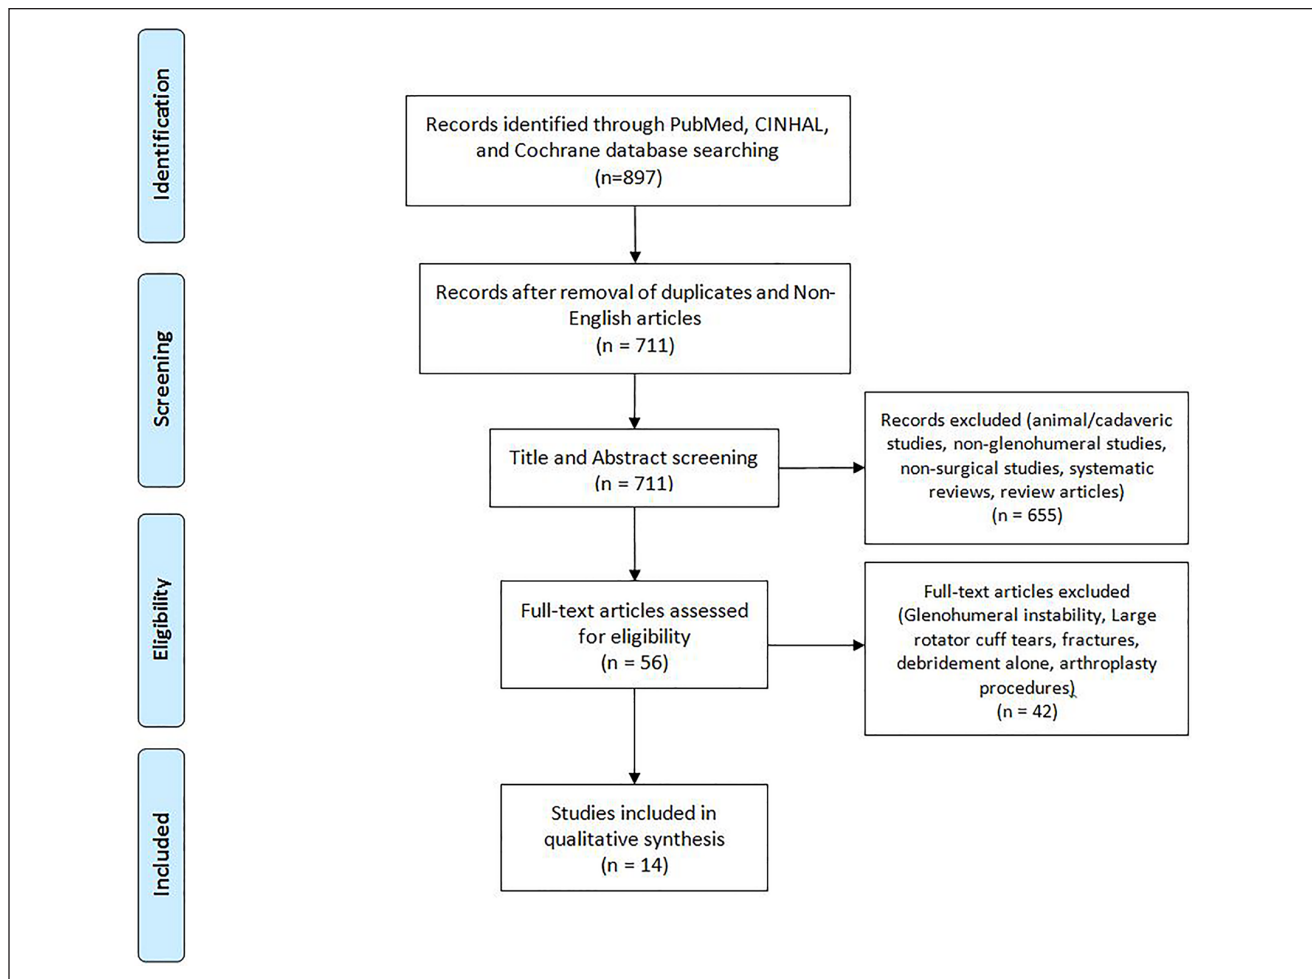 Identification
Records identified through PubMed, CINHAL,
and Cochrane database searching
(n=897)
Screening
Records after removal of duplicates and Non-
English articles
(n = 711)
Title and Abstract screening
(n = 711)
Records excluded (animal/cadaveric
studies, non-glenohumeral studies,
non-surgical studies, systematic
reviews, review articles)
(n = 655)
Eligibility
Full-text articles assessed
for eligibility
(n = 56)
Full-text articles excluded
(Glenohumeral instability, Large
rotator cuff tears, fractures,
debridement alone, arthroplasty
procedures)
(n = 42)
Included
Studies included in
qualitative synthesis
(n = 14)